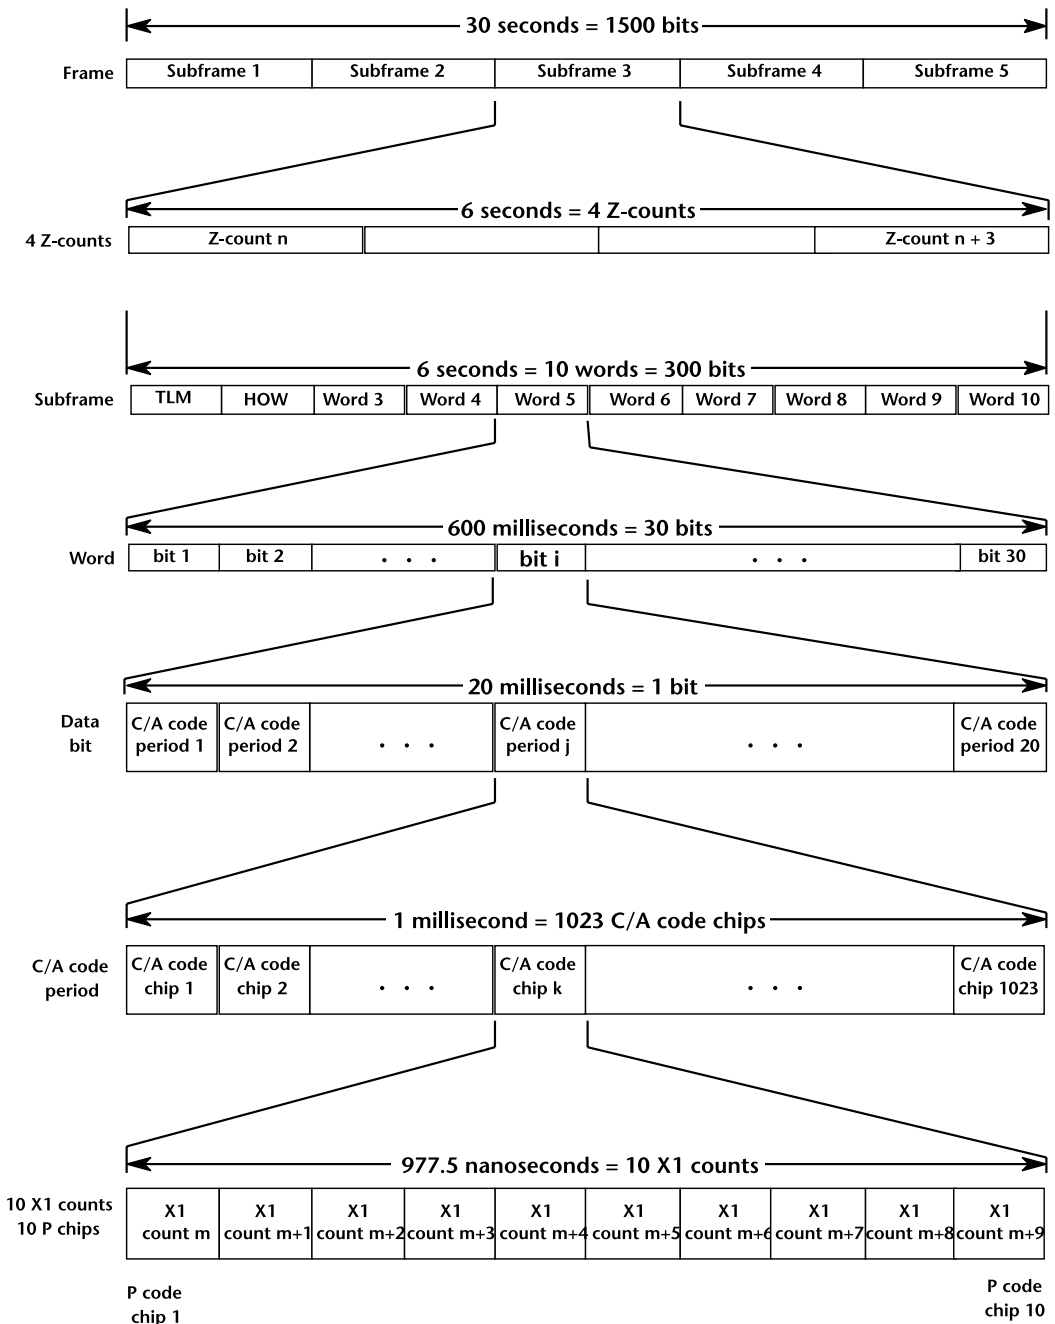 30 seconds = 1500 bits
Frame Subframe 1 Subframe 2 Subframe 3 Subframe 4 Subframe 5
6 seconds = 4 Z-counts
4 Z-counts Z-count n Z-count n + 3
6 seconds = 10 words = 300 bits
Subframe TLM HOW Word 3 Word 4 Word 5 Word 6 Word 7 Word 8 Word 9 Word 10
600 milliseconds = 30 bits
Word bit 1 bit 2 . . . bit i . . . bit 30
20 milliseconds = 1 bit
Data C/A code C/A code C/A code C/A code
bit period 1 period 2 . . . period j . . . period 20
1 millisecond = 1023 C/A code chips
C/A code C/A code C/A code C/A code C/A code
period chip 1 chip 2 . . . chip k . . . chip 1023
977.5 nanoseconds = 10 X1 counts
10 X1 counts X1 X1 X1 X1 X1 X1 X1 X1 X1 X1
10 P chips count m count m+1 count m+2 count m+3 count m+4 count m+5 count m+6 count m+7 count m+8 count m+9
P code P code
chip 1 chip 10